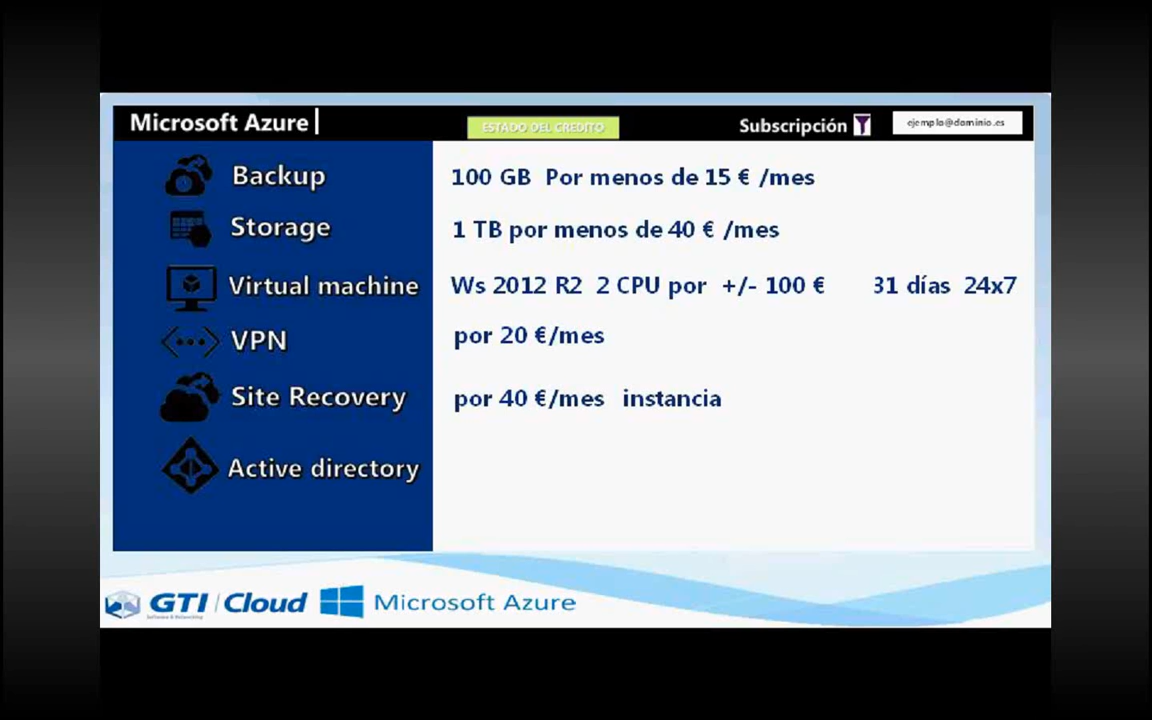 Microsoft Azure
ESTADO DEL CREDITO
Subscripción
ejemplo@dominio.es
Backup
100 GB Por menos de 15 € /mes
Storage
1 TB por menos de 40 € /mes
Virtual machine
Ws 2012 R2 2 CPU por +/- 100 € 31 días 24x7
VPN
por 20 €/mes
Site Recovery
por 40 €/mes instancia
Active directory
GTI Cloud
Software & Networking
Microsoft Azure